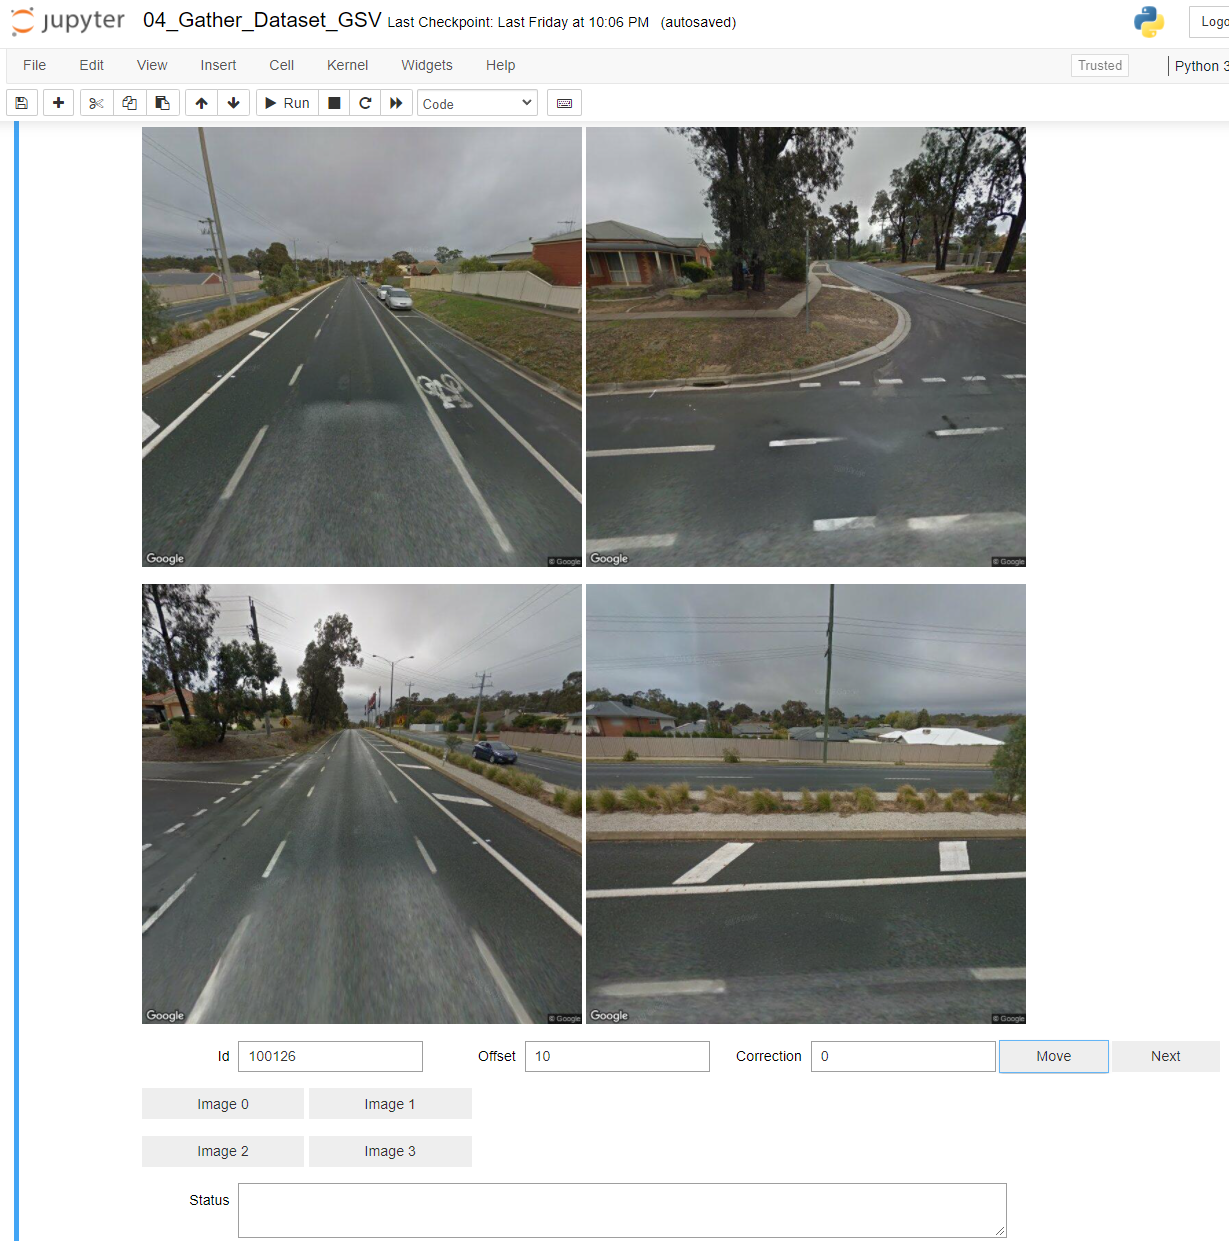 jupyter 04_Gather_Dataset_GSV Last Checkpoint: Last Friday at 10:06 PM (autosaved)
Logo
File Edit View Insert Cell Kernel Widgets Help Trusted Python 3
Run Code
Google © Google Google © Google
Google © Google Google © Google
Id 100126 Offset 10 Correction 0 Move Next
Image 0 Image 1
Image 2 Image 3
Status